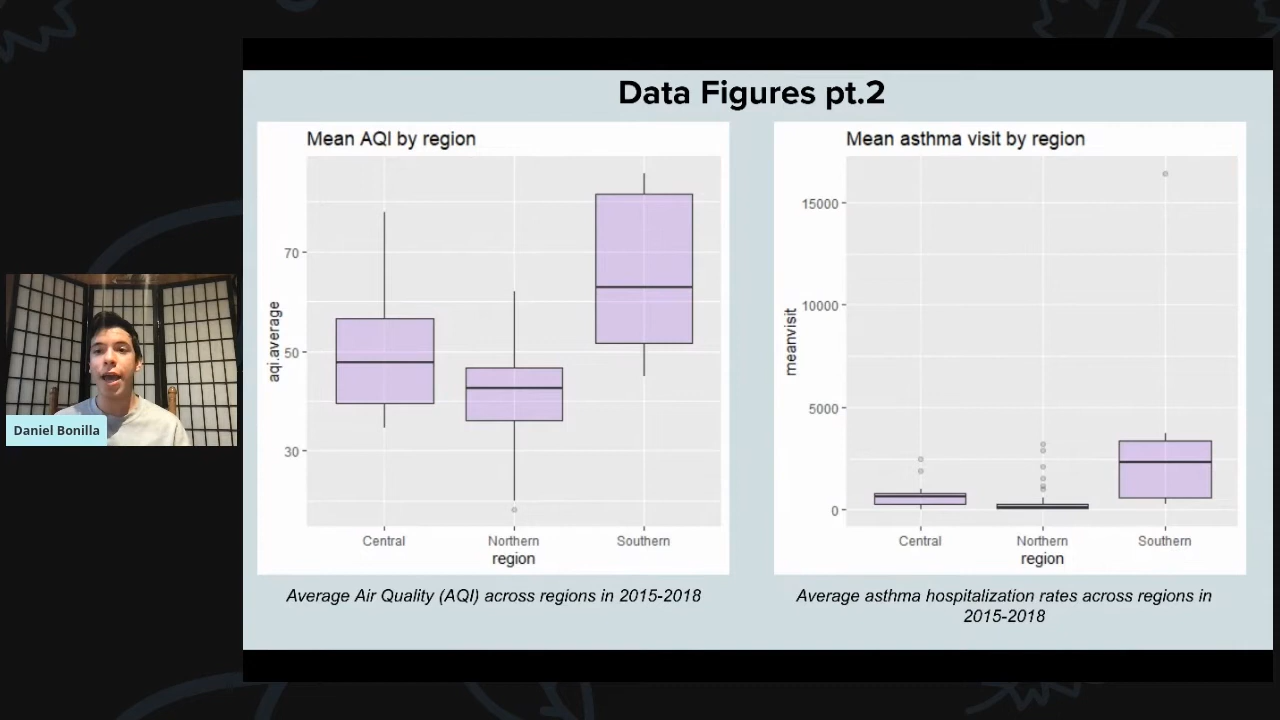 Data Figures pt.2
Mean AQI by region
aqi.average
70
50
30
Central
Northern
Southern
region
Average Air Quality (AQI) across regions in 2015-2018
Mean asthma visit by region
meanvisit
15000
10000
5000
0
Central
Northern
Southern
region
Average asthma hospitalization rates across regions in
2015-2018
Daniel Bonilla